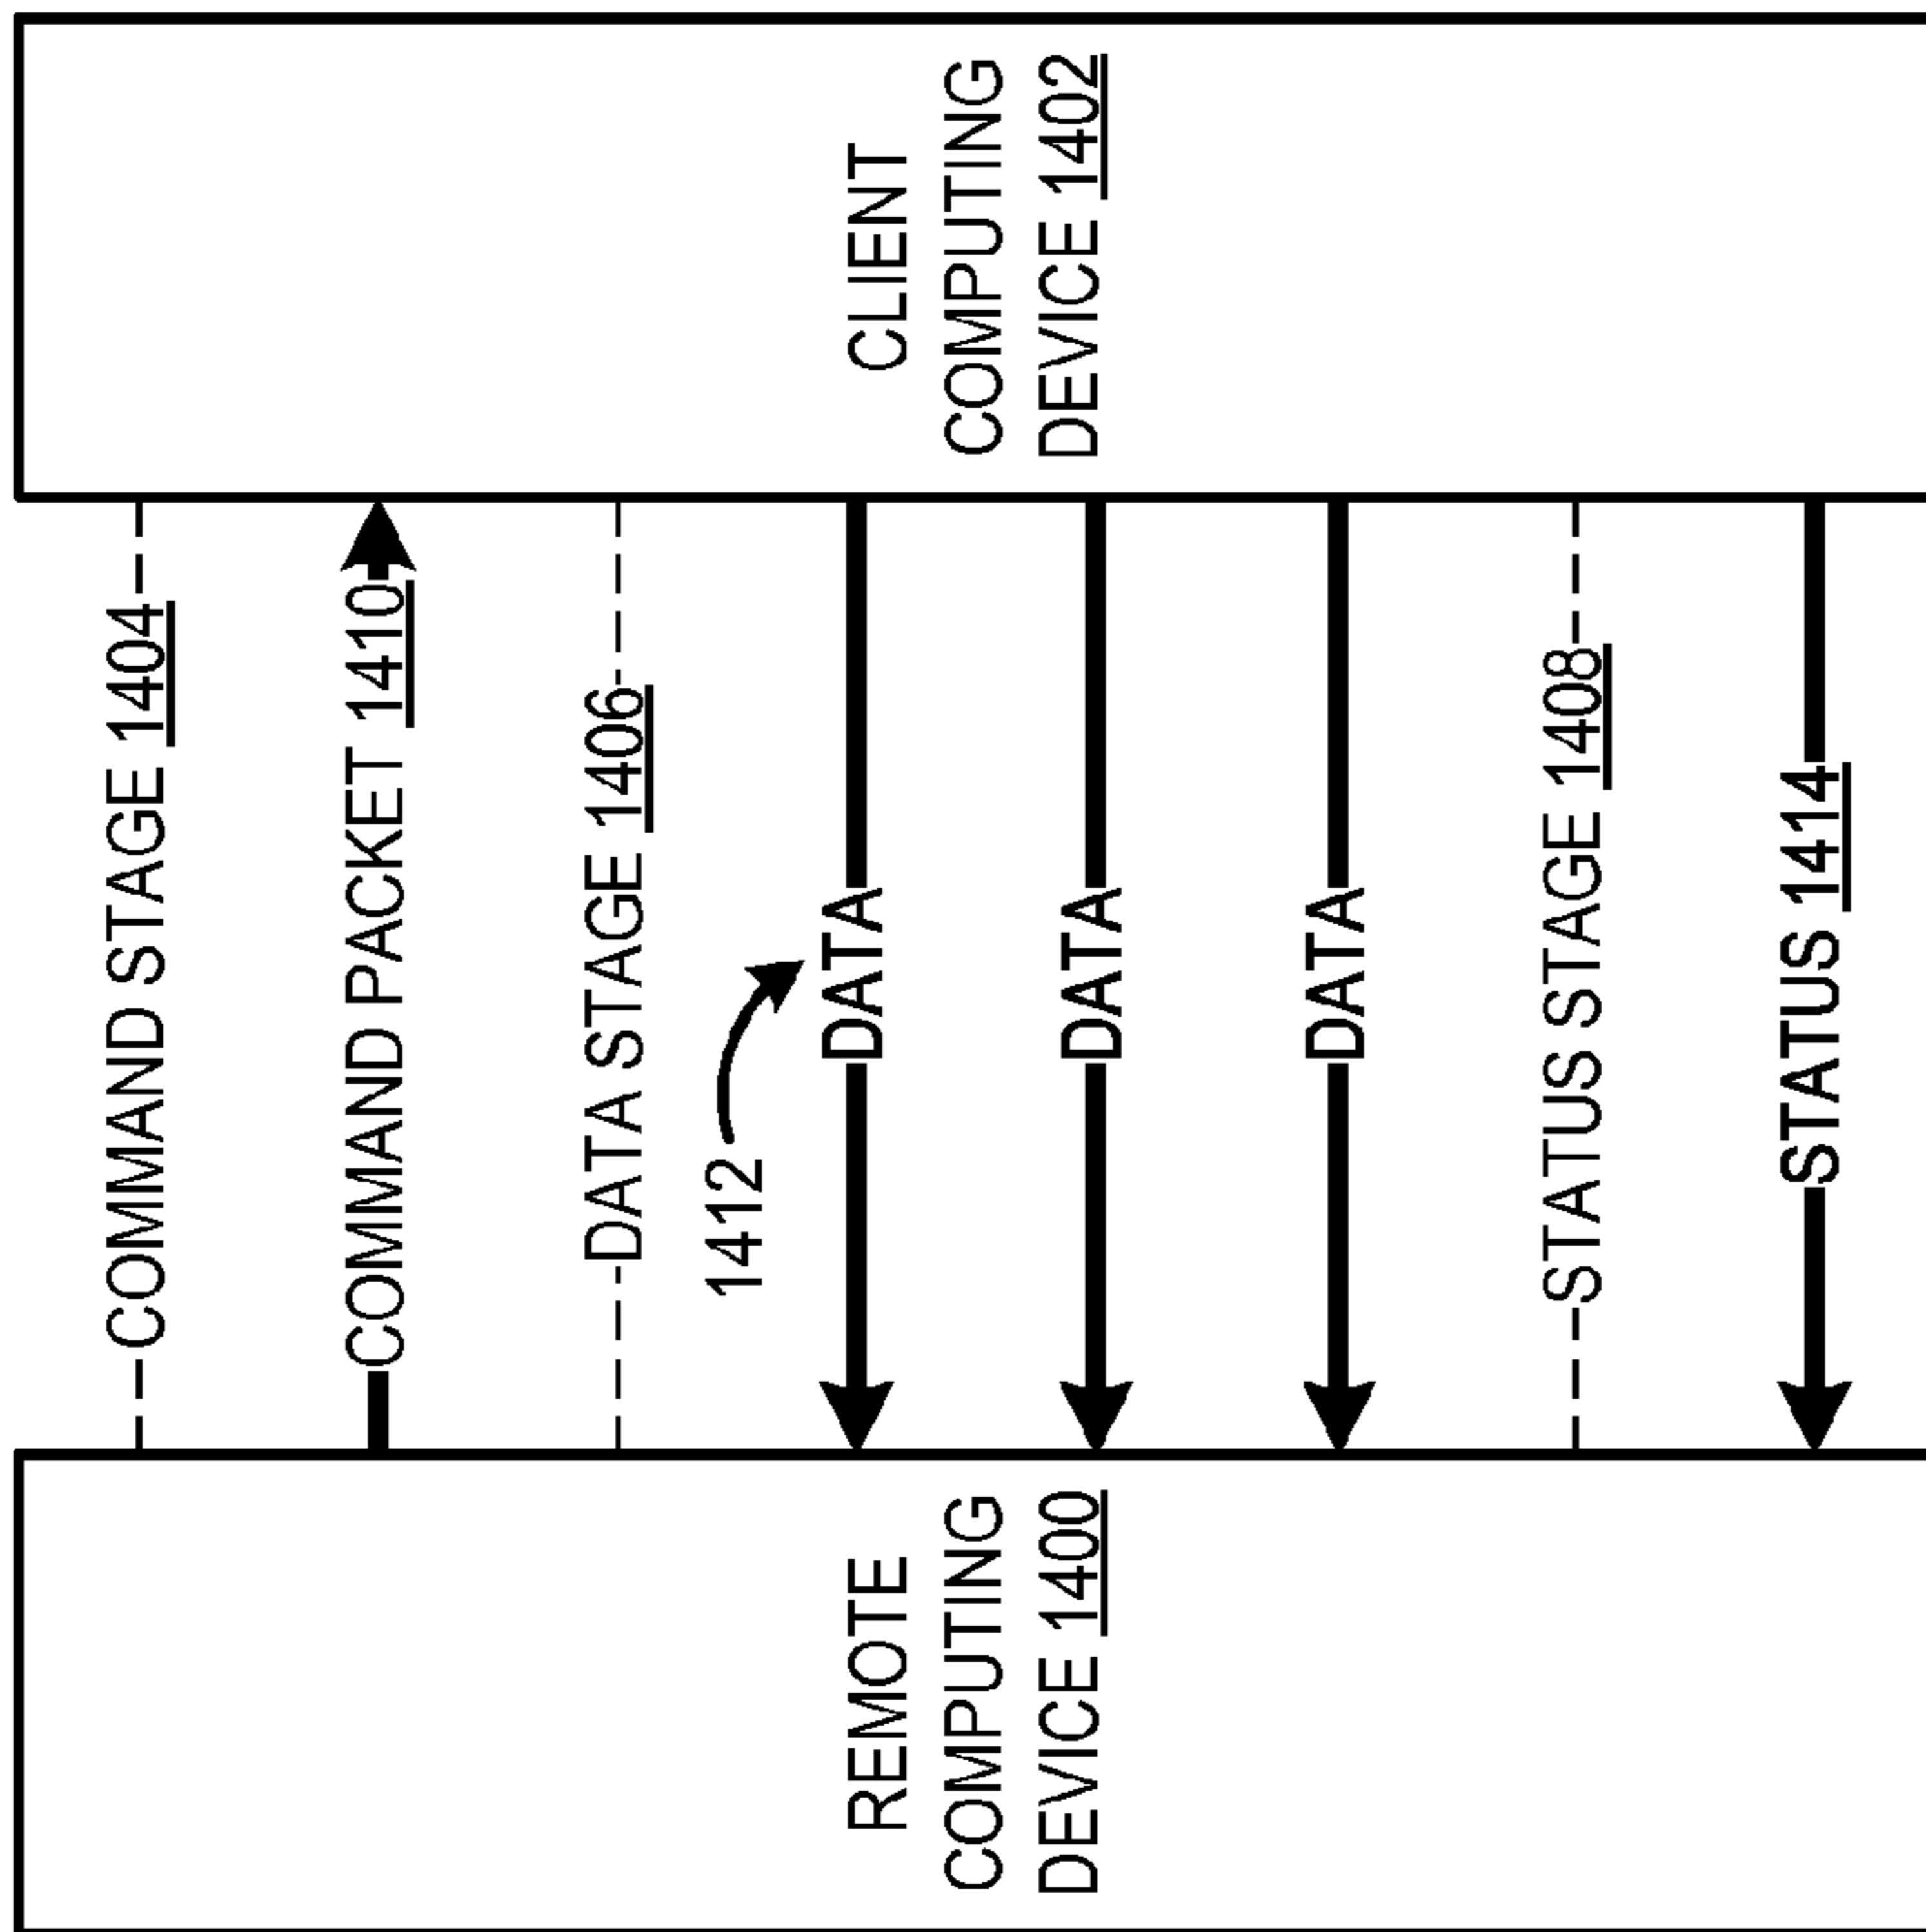 REMOTE
COMPUTING
DEVICE 1400
COMMAND STAGE 1404
COMMAND PACKET 1410
DATA STAGE 1406
1412
DATA
DATA
DATA
STATUS STAGE 1408
STATUS 1414
CLIENT
COMPUTING
DEVICE 1402